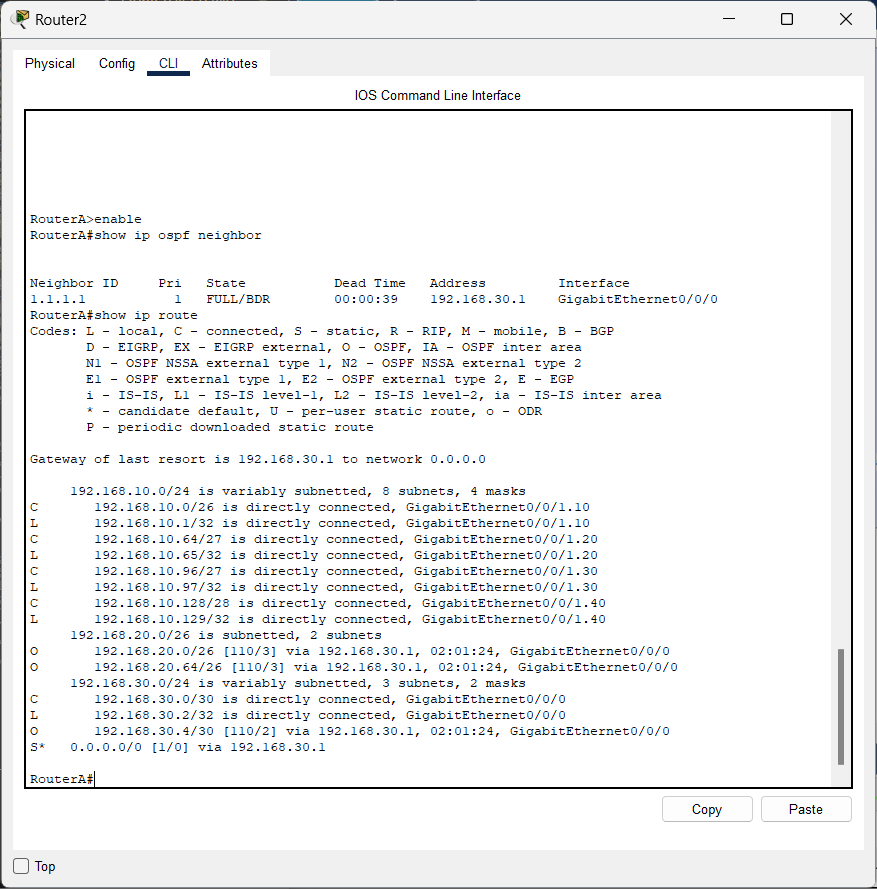 Router2
Physical Config CLI Attributes
IOS Command Line Interface
RouterA>enable
RouterA#show ip ospf neighbor
Neighbor ID     Pri   State           Dead Time   Address         Interface
1.1.1.1           1   FULL/BDR        00:00:39    192.168.30.1    GigabitEthernet0/0/0
RouterA#show ip route
Codes: L - local, C - connected, S - static, R - RIP, M - mobile, B - BGP
       D - EIGRP, EX - EIGRP external, O - OSPF, IA - OSPF inter area
       N1 - OSPF NSSA external type 1, N2 - OSPF NSSA external type 2
       E1 - OSPF external type 1, E2 - OSPF external type 2, E - EGP
       i - IS-IS, L1 - IS-IS level-1, L2 - IS-IS level-2, ia - IS-IS inter area
       * - candidate default, U - per-user static route, o - ODR
       P - periodic downloaded static route
Gateway of last resort is 192.168.30.1 to network 0.0.0.0
     192.168.10.0/24 is variably subnetted, 8 subnets, 4 masks
C       192.168.10.0/26 is directly connected, GigabitEthernet0/0/1.10
L       192.168.10.1/32 is directly connected, GigabitEthernet0/0/1.10
C       192.168.10.64/27 is directly connected, GigabitEthernet0/0/1.20
L       192.168.10.65/32 is directly connected, GigabitEthernet0/0/1.20
C       192.168.10.96/27 is directly connected, GigabitEthernet0/0/1.30
L       192.168.10.97/32 is directly connected, GigabitEthernet0/0/1.30
C       192.168.10.128/28 is directly connected, GigabitEthernet0/0/1.40
L       192.168.10.129/32 is directly connected, GigabitEthernet0/0/1.40
     192.168.20.0/26 is subnetted, 2 subnets
O       192.168.20.0/26 [110/3] via 192.168.30.1, 02:01:24, GigabitEthernet0/0/0
O       192.168.20.64/26 [110/3] via 192.168.30.1, 02:01:24, GigabitEthernet0/0/0
     192.168.30.0/24 is variably subnetted, 3 subnets, 2 masks
C       192.168.30.0/30 is directly connected, GigabitEthernet0/0/0
L       192.168.30.2/32 is directly connected, GigabitEthernet0/0/0
O       192.168.30.4/30 [110/2] via 192.168.30.1, 02:01:24, GigabitEthernet0/0/0
S*   0.0.0.0/0 [1/0] via 192.168.30.1
RouterA#
Copy Paste
Top